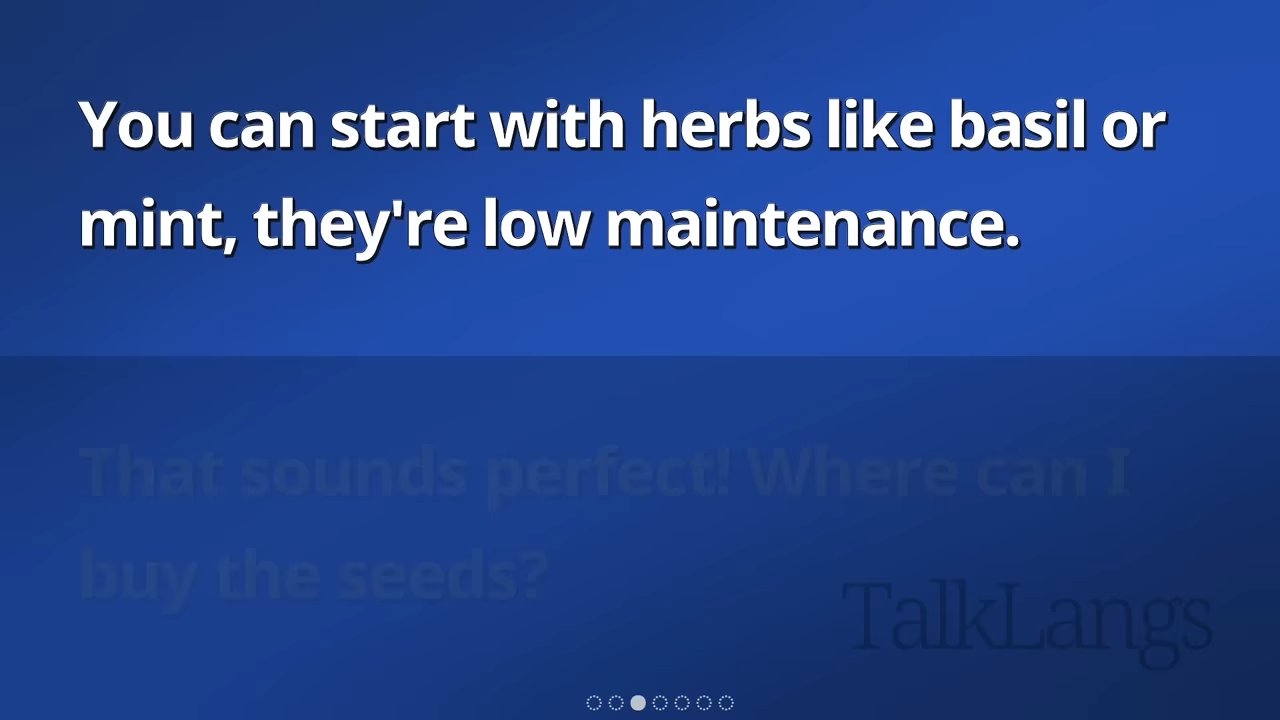 You can start with herbs like basil or
mint, they're low maintenance.
That sounds perfect! Where can I
buy the seeds?
TalkLangs